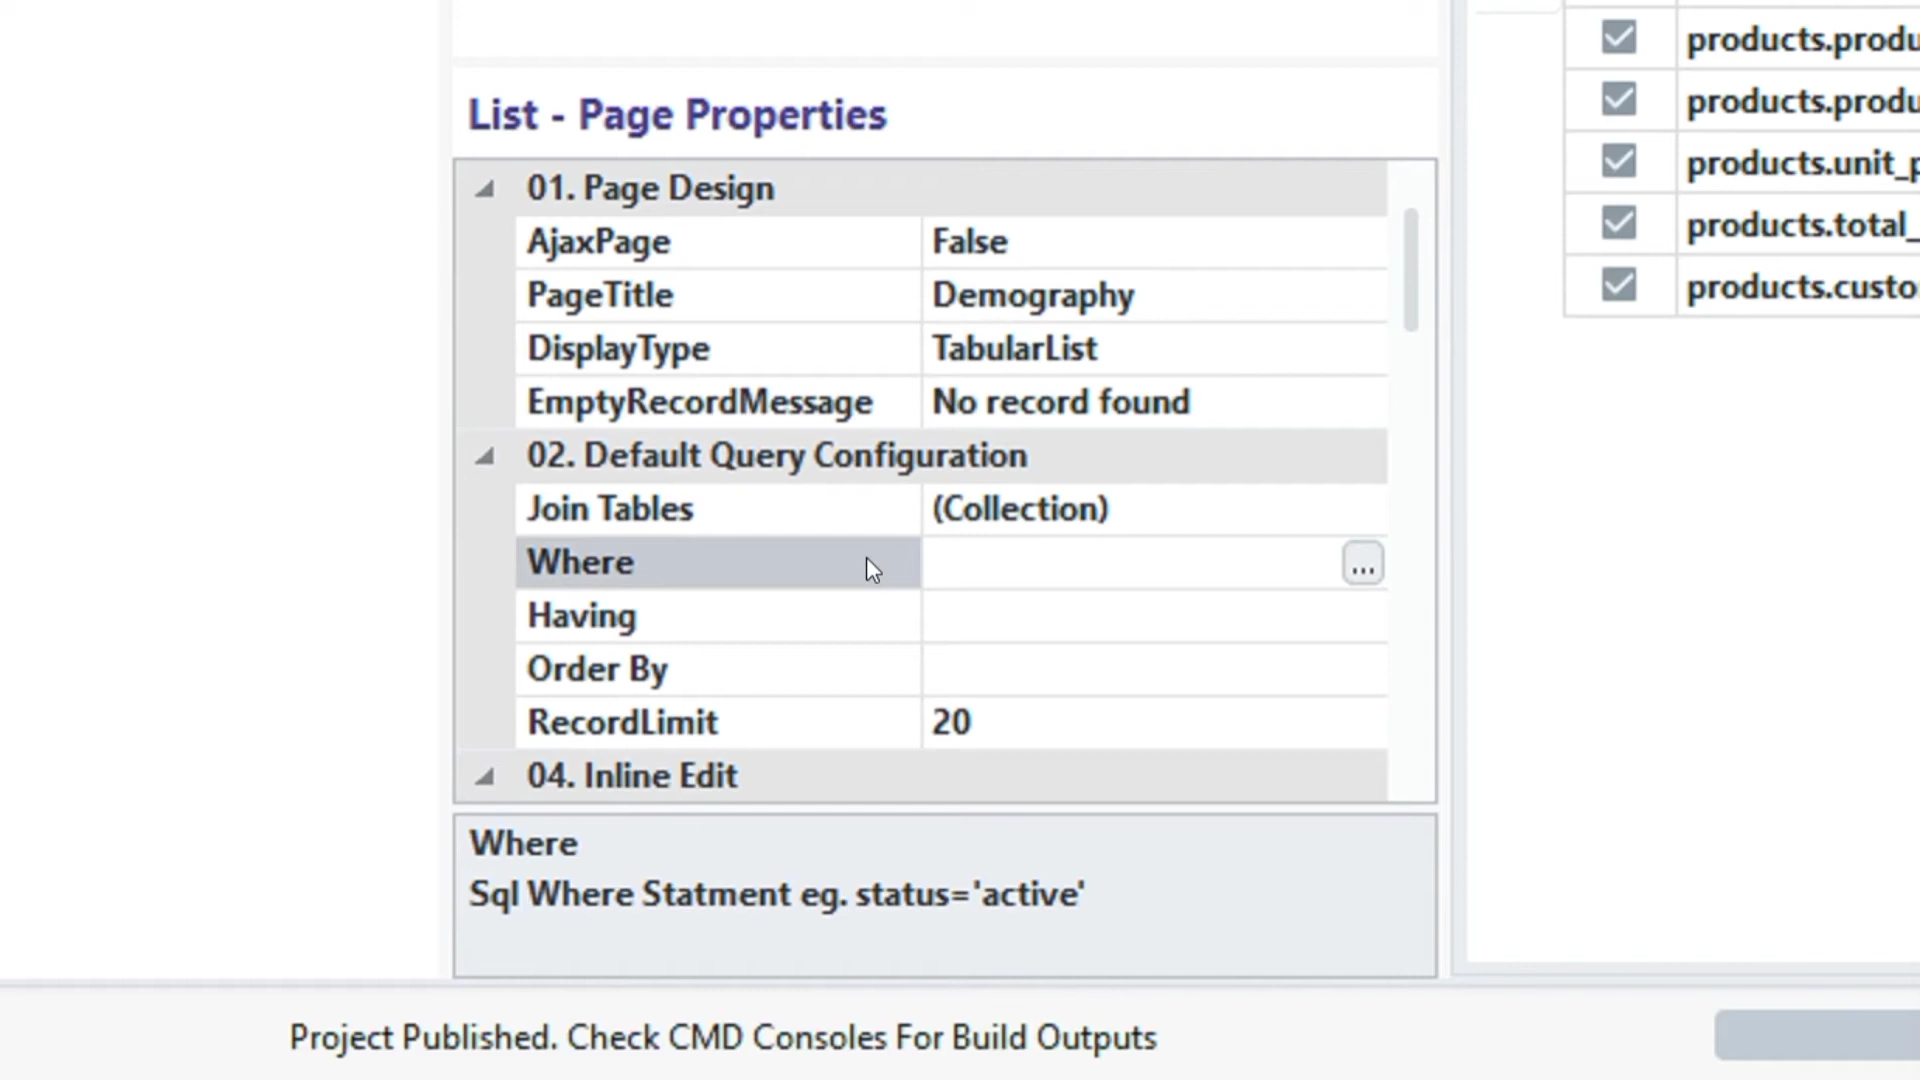 List - Page Properties
01. Page Design
AjaxPage False
PageTitle Demography
DisplayType TabularList
EmptyRecordMessage No record found
02. Default Query Configuration
Join Tables (Collection)
Where ...
Having
Order By
RecordLimit 20
04. Inline Edit
Where
Sql Where Statment eg. status='active'
products.produ
products.produ
products.unit_p
products.total_
products.custo
Project Published. Check CMD Consoles For Build Outputs